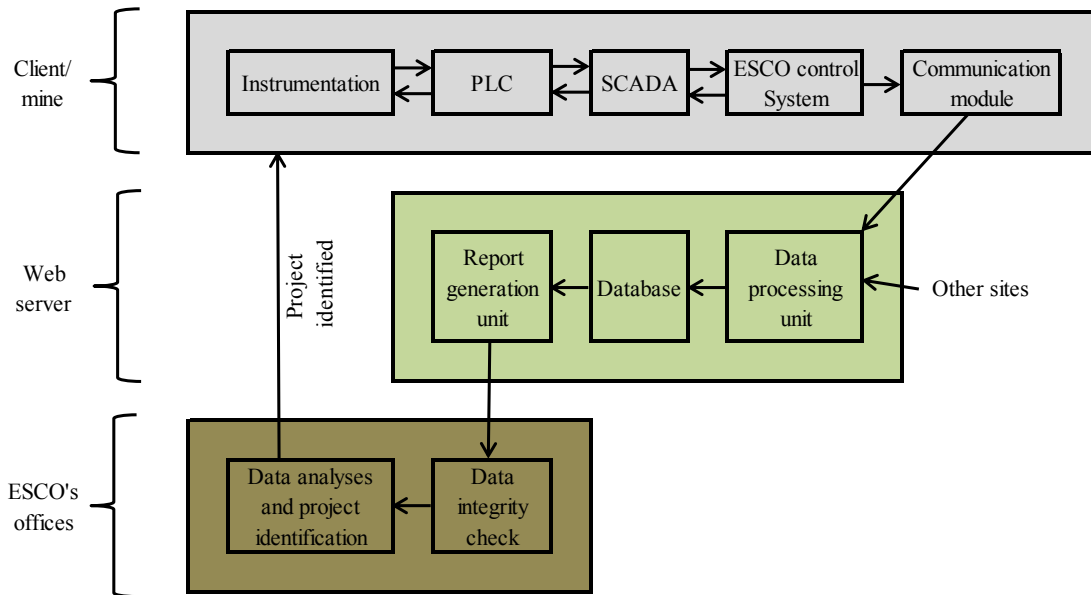 Client/
mine
Instrumentation
PLC
SCADA
ESCO control
System
Communication
module
Web
server
Project
identified
Report
generation
unit
Database
Data
processing
unit
Other sites
ESCO's
offices
Data analyses
and project
identification
Data
integrity
check